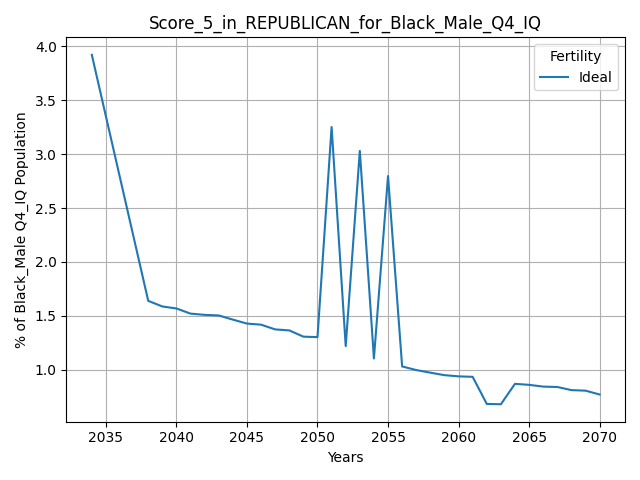 Score_5_in_REPUBLICAN_for_Black_Male_Q4_IQ
Fertility
Ideal
% of Black_Male Q4_IQ Population
4.0
3.5
3.0
2.5
2.0
1.5
1.0
2035 2040 2045 2050 2055 2060 2065 2070
Years